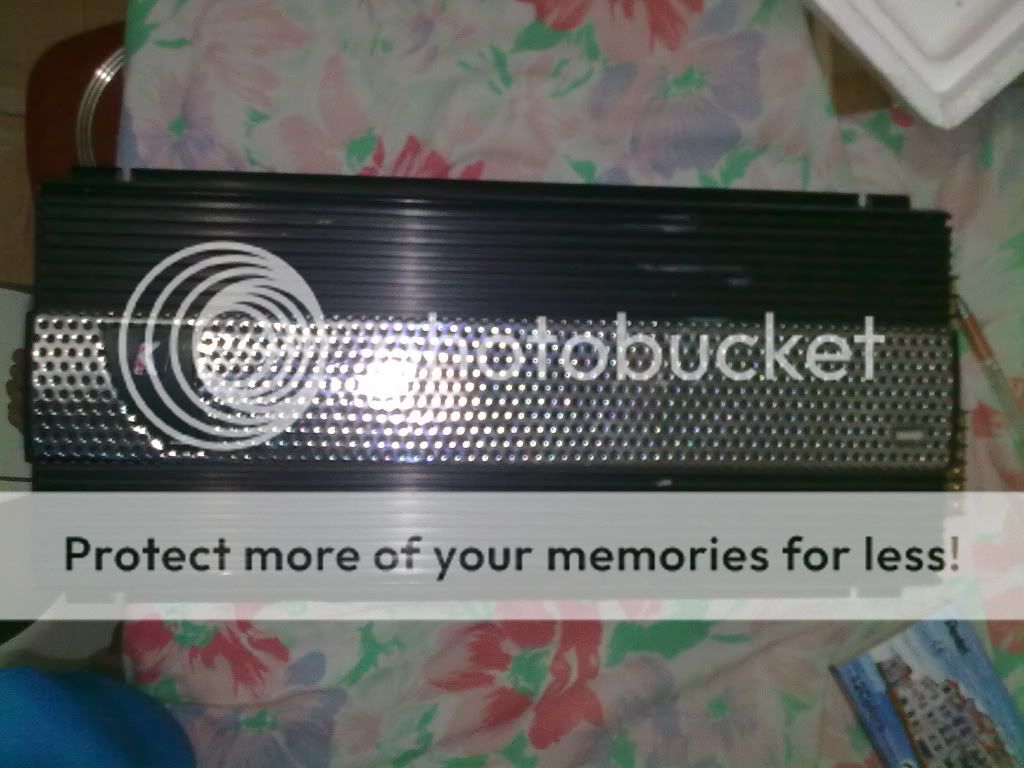 photobucket
Protect more of your memories for less!